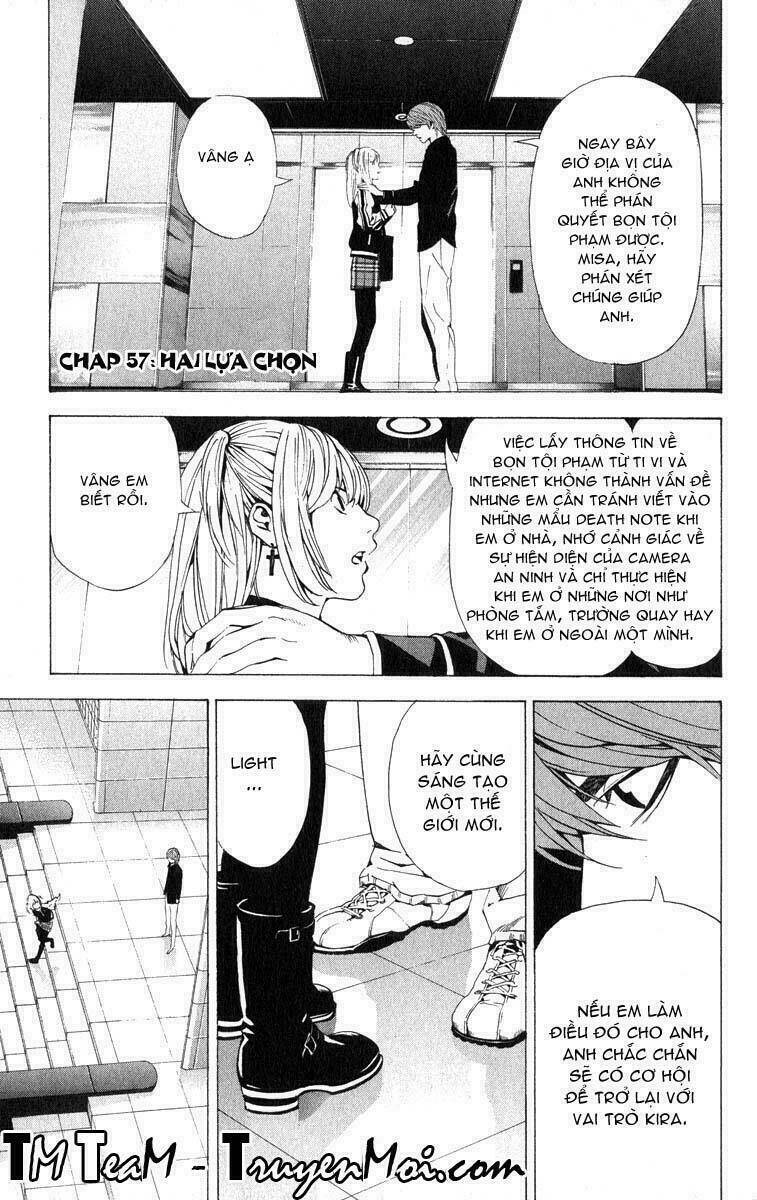 NGAY BÂY
GIỜ ĐỊA VỊ CỦA
ANH KHÔNG
THỂ PHÁN
QUYẾT BỌN TỘI
PHẠM ĐƯỢC.
MISA, HÃY
PHÁN XÉT
CHÚNG GIÚP
ANH.
VÂNG Ạ
CHAP 57: HAI LỰA CHỌN
VIỆC LẤY THÔNG TIN VỀ
BỌN TỘI PHẠM TỪ TI VI VÀ
INTERNET KHÔNG THÀNH VẤN ĐỀ
NHƯNG EM CẦN TRÁNH VIẾT VÀO
NHỮNG MẨU DEATH NOTE KHI
EM Ở NHÀ, NHỚ CẢNH GIÁC VỀ
SỰ HIỆN DIỆN CỦA CAMERA
AN NINH VÀ CHỈ THỰC HIỆN
KHI EM Ở NHỮNG NƠI NHƯ
PHÒNG TẮM, TRƯỜNG QUAY HAY
KHI EM Ở NGOÀI MỘT MÌNH.
VÂNG EM
BIẾT RỒI.
NẾU EM LÀM
ĐIỀU ĐÓ CHO ANH,
ANH CHẮC CHẮN
SẼ CÓ CƠ HỘI
ĐỂ TRỞ LẠI VỚI
VAI TRÒ KIRA.
HÃY CÙNG
SÁNG TẠO
MỘT THẾ
GIỚI MỚI.
LIGHT
...
TM TEAM - TRUYENMOI.COM